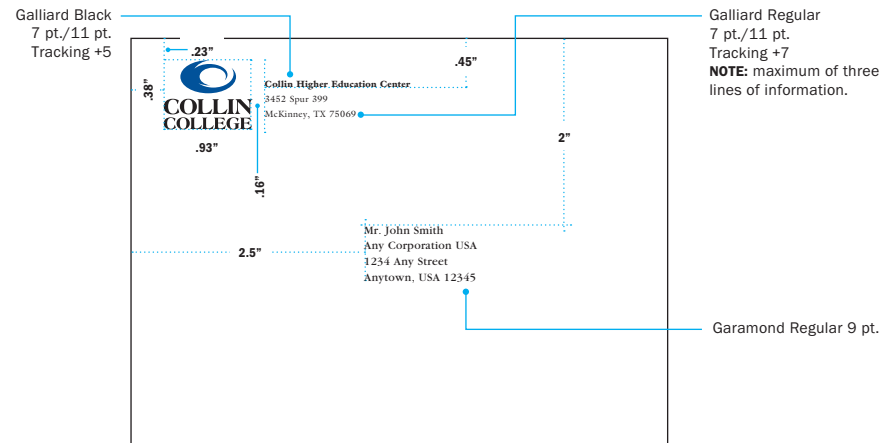 Galliard Black
7 pt./11 pt.
Tracking +5
Galliard Regular
7 pt./11 pt.
Tracking +7
NOTE: maximum of three
lines of information.
.23”
.45”
.38”
COLLIN
COLLEGE
Collin Higher Education Center
3452 Spur 399
McKinney, TX 75069
.93”
.16”
2”
2.5”
Mr. John Smith
Any Corporation USA
1234 Any Street
Anytown, USA 12345
Garamond Regular 9 pt.